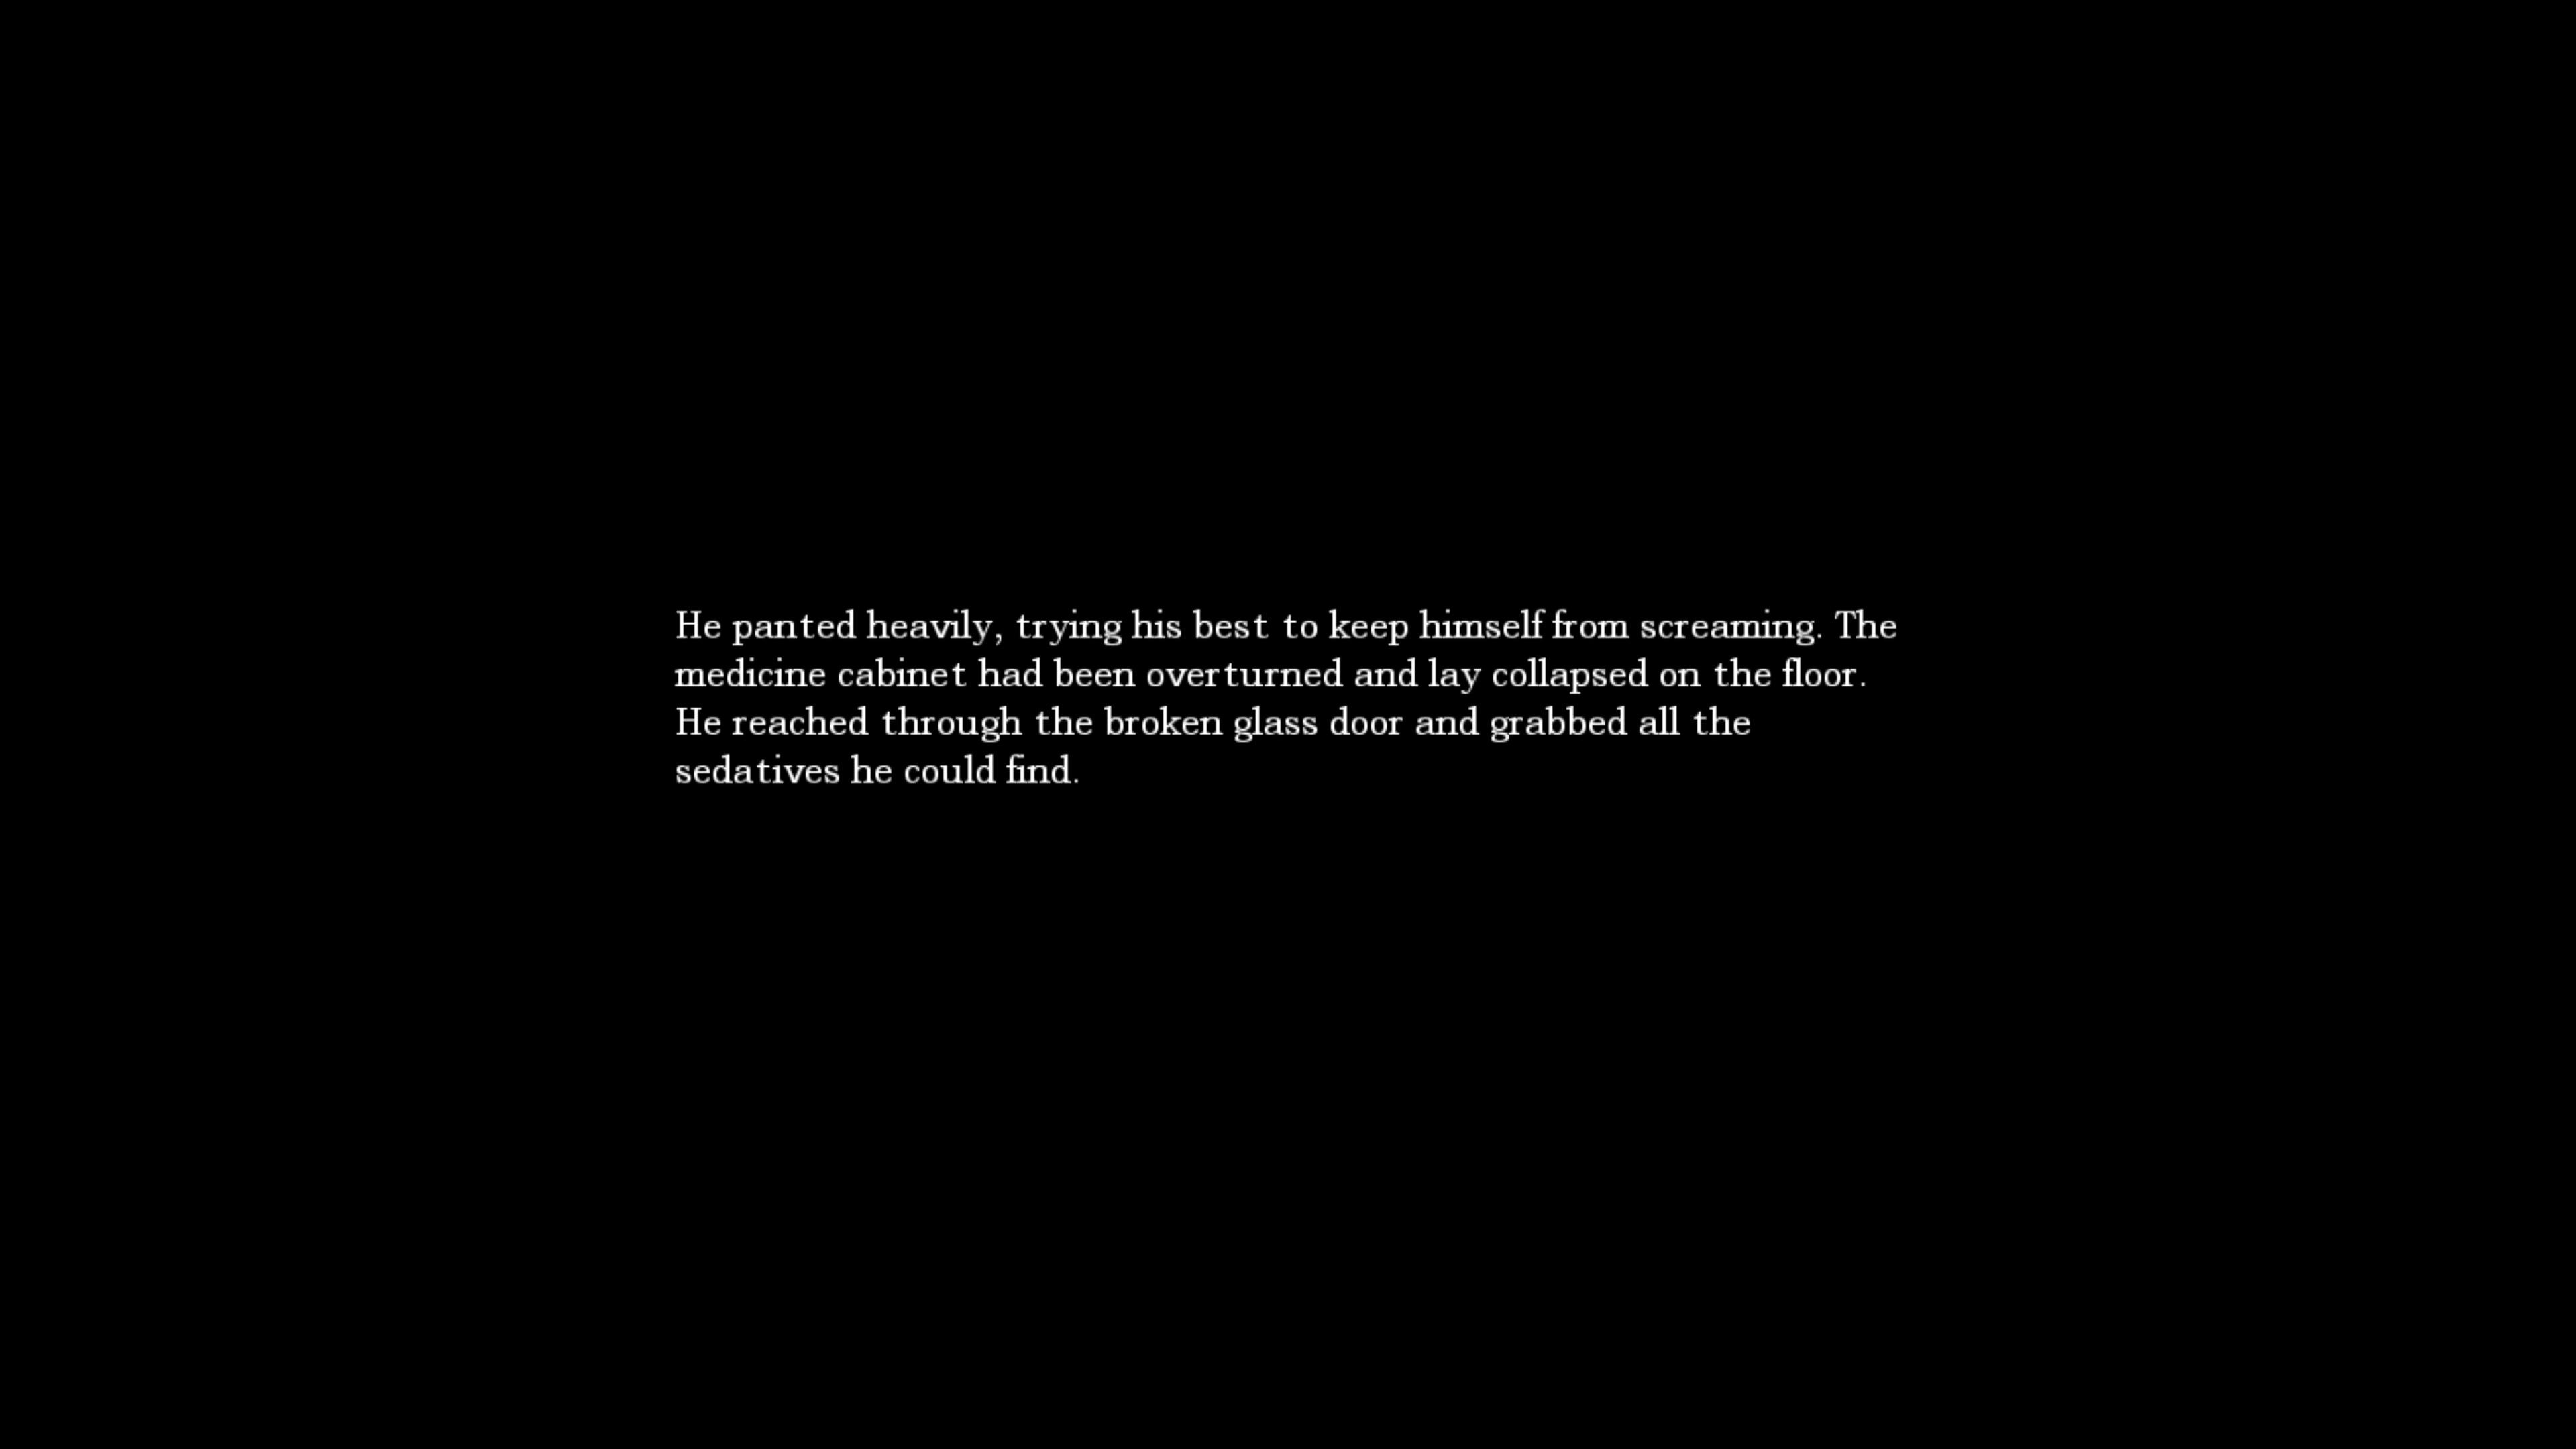 He panted heavily, trying his best to keep himself from screaming. The
medicine cabinet had been overturned and lay collapsed on the floor.
He reached through the broken glass door and grabbed all the
sedatives he could find.